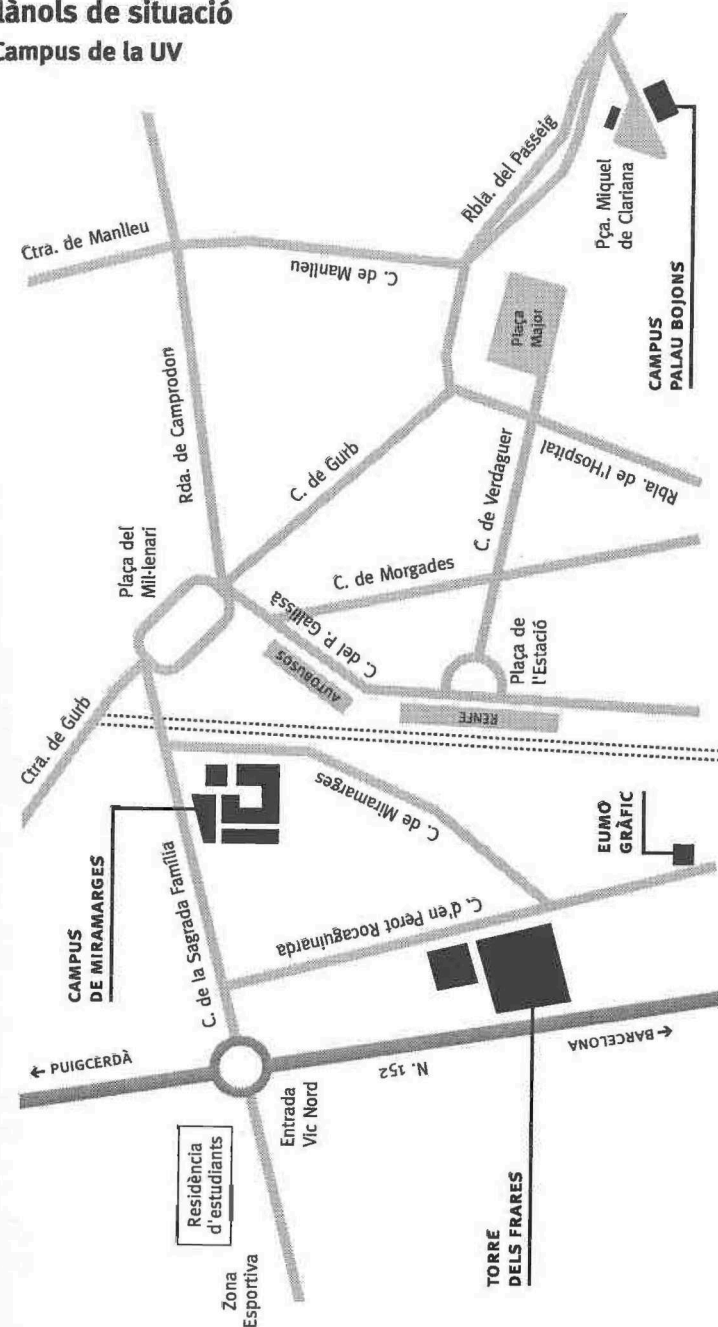 lànols de situació
Campus de la UV
Ctra. de Manlleu
C. de Manlleu
Rbla. del Passeig
Pça. Miquel
de Clariana
CAMPUS
PALAU BOJONS
Rda. de Camprodon
Plaça
Major
C. de Gurb
Plaça del
Mil·lenari
C. de Verdaguer
Rbla. de l'Hospital
C. de Morgades
C. del P. Gallissà
AUTOBUSOS
Plaça de
l'Estació
RENFE
Ctra. de Gurb
CAMPUS
DE MIRAMARGES
C. de la Sagrada Família
C. de Miramarges
EUMO
GRÀFIC
C. d'en Perot Rocaguinarda
← PUIGCERDÀ
N. 152
← BARCELONA
Entrada
Vic Nord
Residència
d'estudiants
Zona
Esportiva
TORRE
DELS FRARES